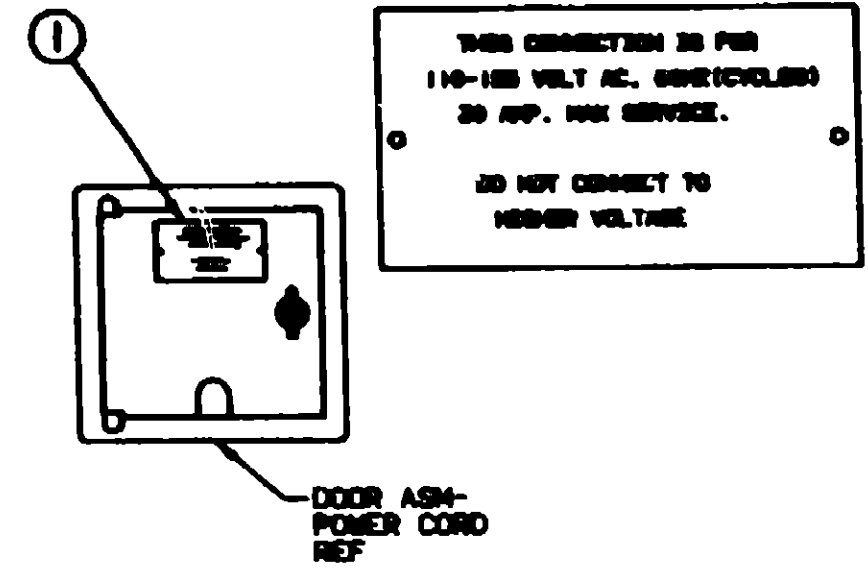 1
THIS CONNECTION IS FOR
110-125 VOLT AC, 60HZ(CYCLES)
30 AMP. MAX SERVICE.
DO NOT CONNECT TO
HIGHER VOLTAGE
DOOR ASM-
POWER CORD
REF